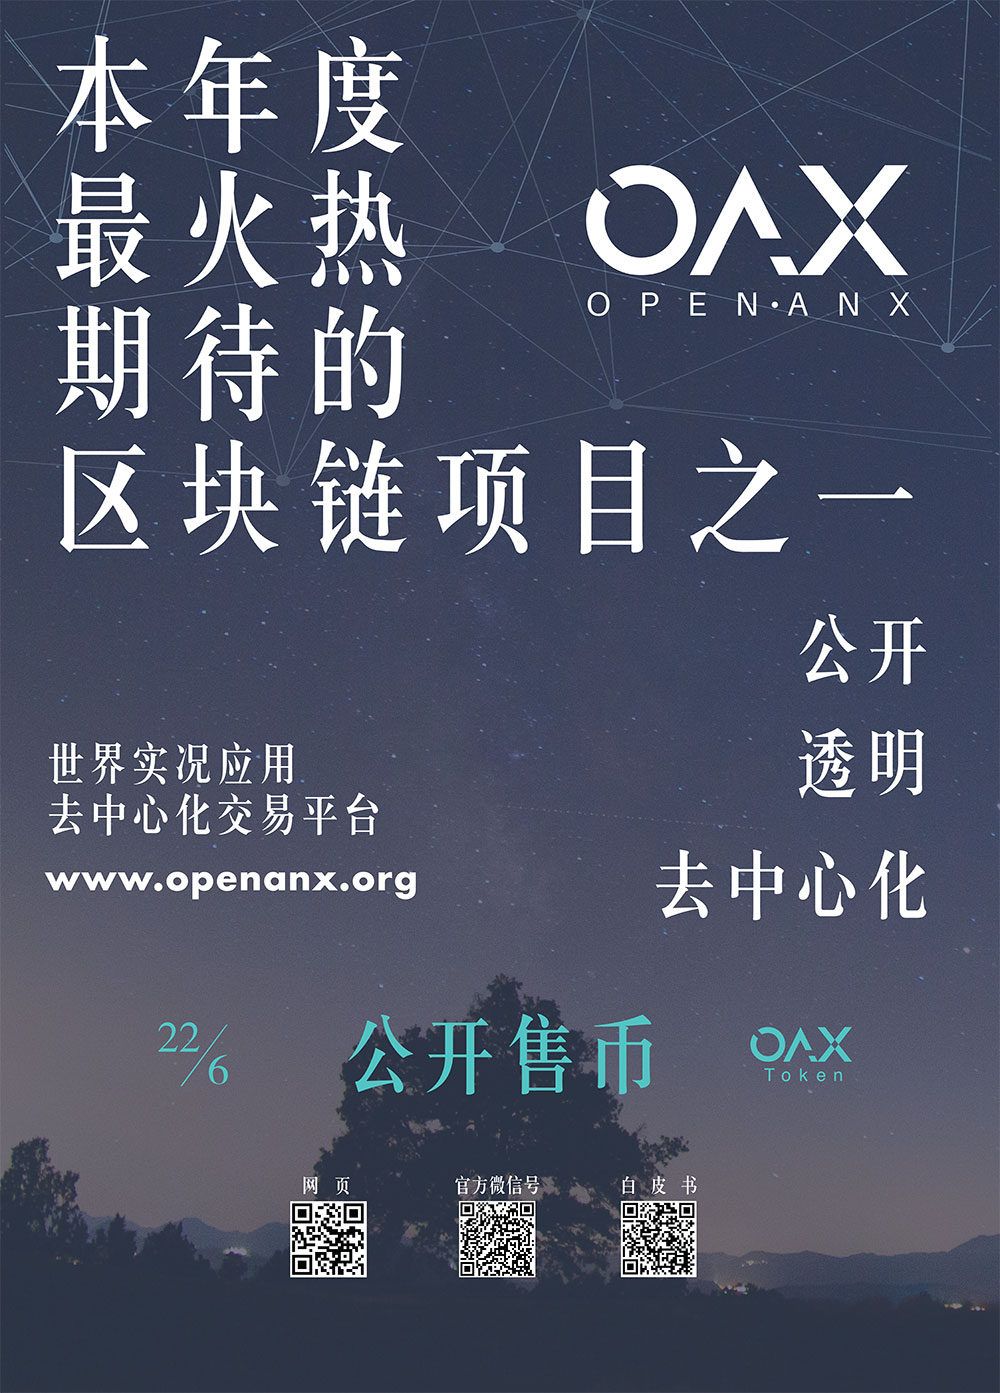 本年度
最火热
期待的
区块链项目之一
OAX
OPEN·ANX
公开
透明
去中心化
世界实况应用
去中心化交易平台
www.openanx.org
22/6
公开售币
OAX
Token
网页
官方微信号
白皮书